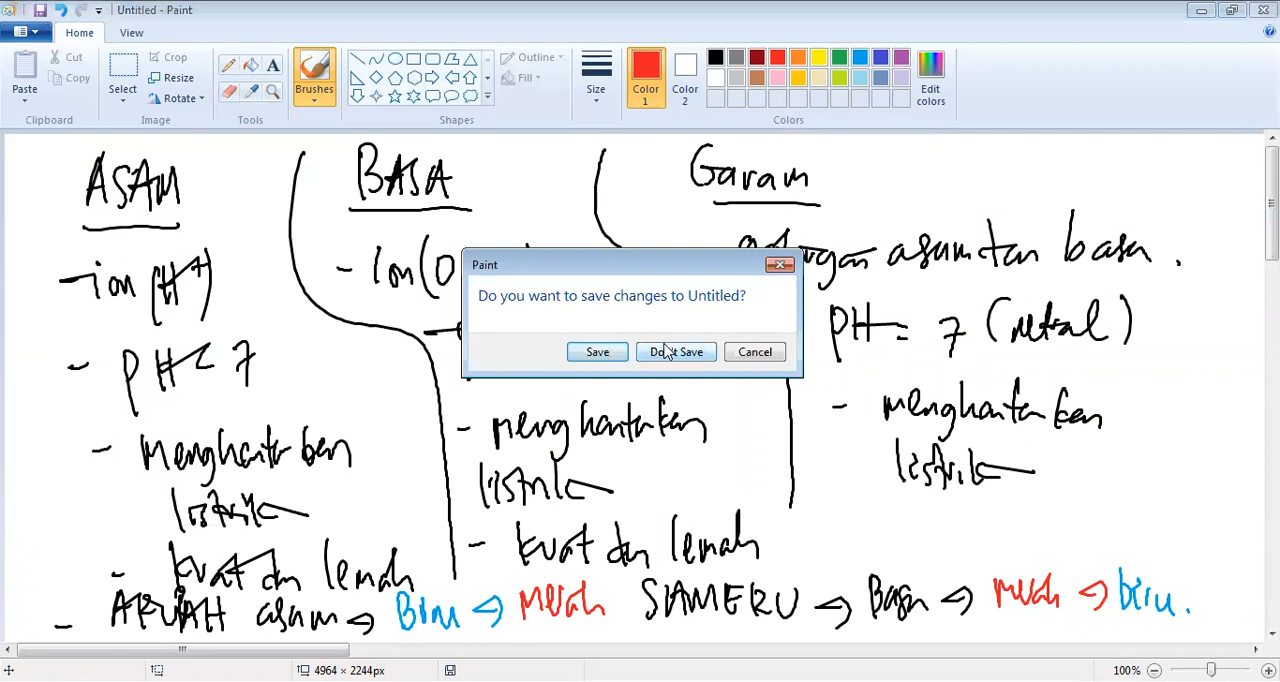 Untitled - Paint
Home
View
Paste
Cut
Copy
Clipboard
Select
Crop
Resize
Rotate
Image
A
Tools
Brushes
Shapes
Outline
Fill
Size
Color 1
Color 2
Edit colors
Colors
ASAM
- ion (H+)
- PH < 7
- menghantarkan
listrik
- kuat dan lemah
BASA
- Ion(O
- menghantarkan
listrik
- kuat dan lemah
Garam
asam dan basa.
PH = 7 (netral)
- menghantarkan
listrik
Paint
Do you want to save changes to Untitled?
Save
Don't Save
Cancel
- asam → Biru → merah
Basa → merah → biru.
4964 × 2244px
100%